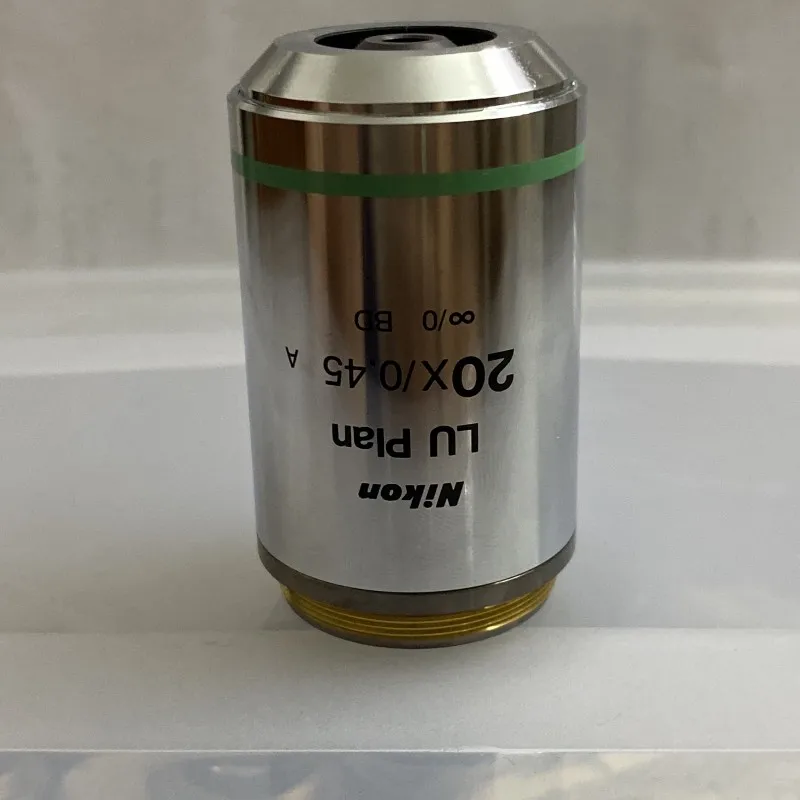 Nikon
LU Plan
20x/0.45 A
∞/0 BD